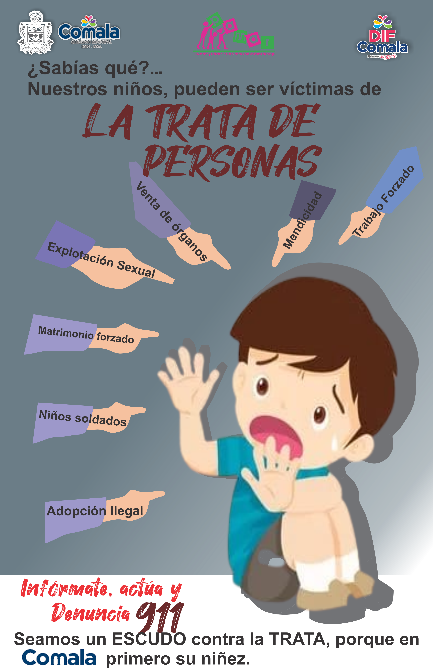 Comala
DIF
Comala
¿Sabías qué?...
Nuestros niños, pueden ser víctimas de
LA TRATA DE
PERSONAS
Venta de órganos
Mendicidad
Trabajo Forzado
Explotación Sexual
Matrimonio forzado
Niños soldados
Adopción Ilegal
Infórmate, actúa y
Denuncia 911
Seamos un ESCUDO contra la TRATA, porque en
Comala primero su niñez.